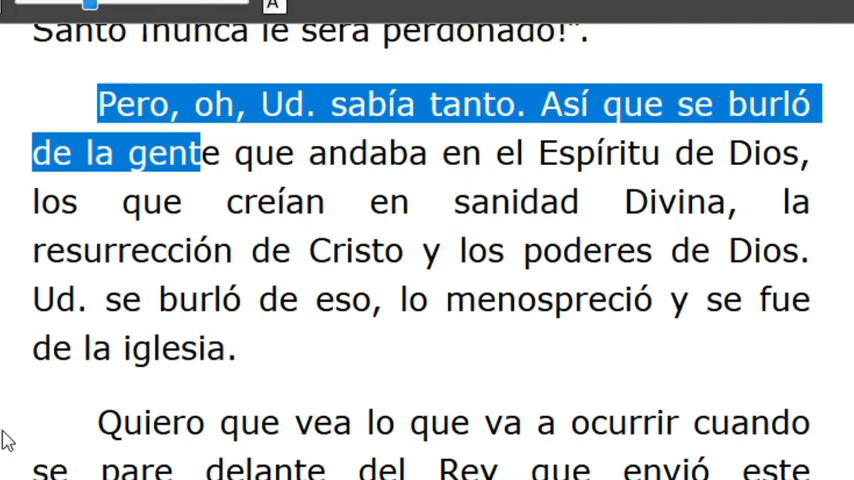 A
Santo !nunca le será perdonado!".
Pero, oh, Ud. sabía tanto. Así que se burló
de la gente que andaba en el Espíritu de Dios,
los que creían en sanidad Divina, la
resurrección de Cristo y los poderes de Dios.
Ud. se burló de eso, lo menospreció y se fue
de la iglesia.
Quiero que vea lo que va a ocurrir cuando
se pare delante del Rey que envió este